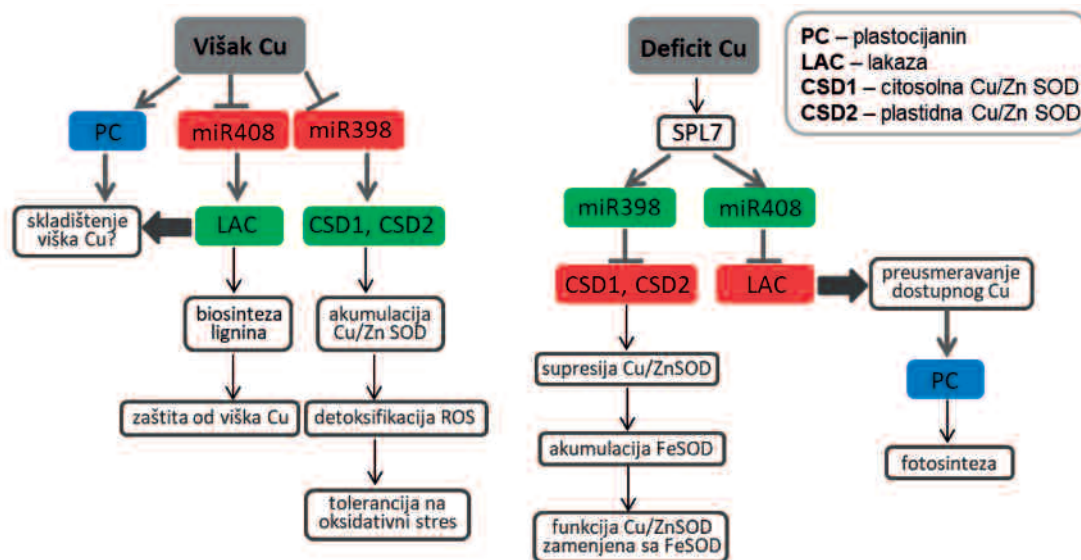 Višak Cu
PC
miR408
miR398
skladištenje
viška Cu?
LAC
CSD1, CSD2
biosinteza
lignina
akumulacija
Cu/Zn SOD
zaštita od viška Cu
detoksifikacija ROS
tolerancija na
oksidativni stres
Deficit Cu
SPL7
miR398
miR408
CSD1, CSD2
LAC
preusmeravanje
dostupnog Cu
supresija Cu/ZnSOD
PC
akumulacija FeSOD
fotosinteza
funkcija Cu/ZnSOD
zamenjena sa FeSOD
PC – plastocijanin
LAC – lakaza
CSD1 – citosolna Cu/Zn SOD
CSD2 – plastidna Cu/Zn SOD